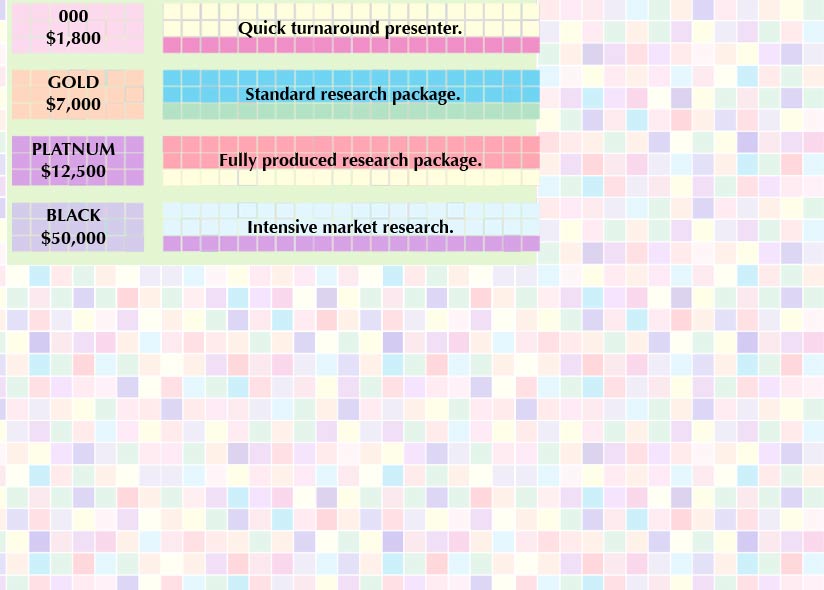 000
$1,800
Quick turnaround presenter.
GOLD
$7,000
Standard research package.
PLATNUM
$12,500
Fully produced research package.
BLACK
$50,000
Intensive market research.